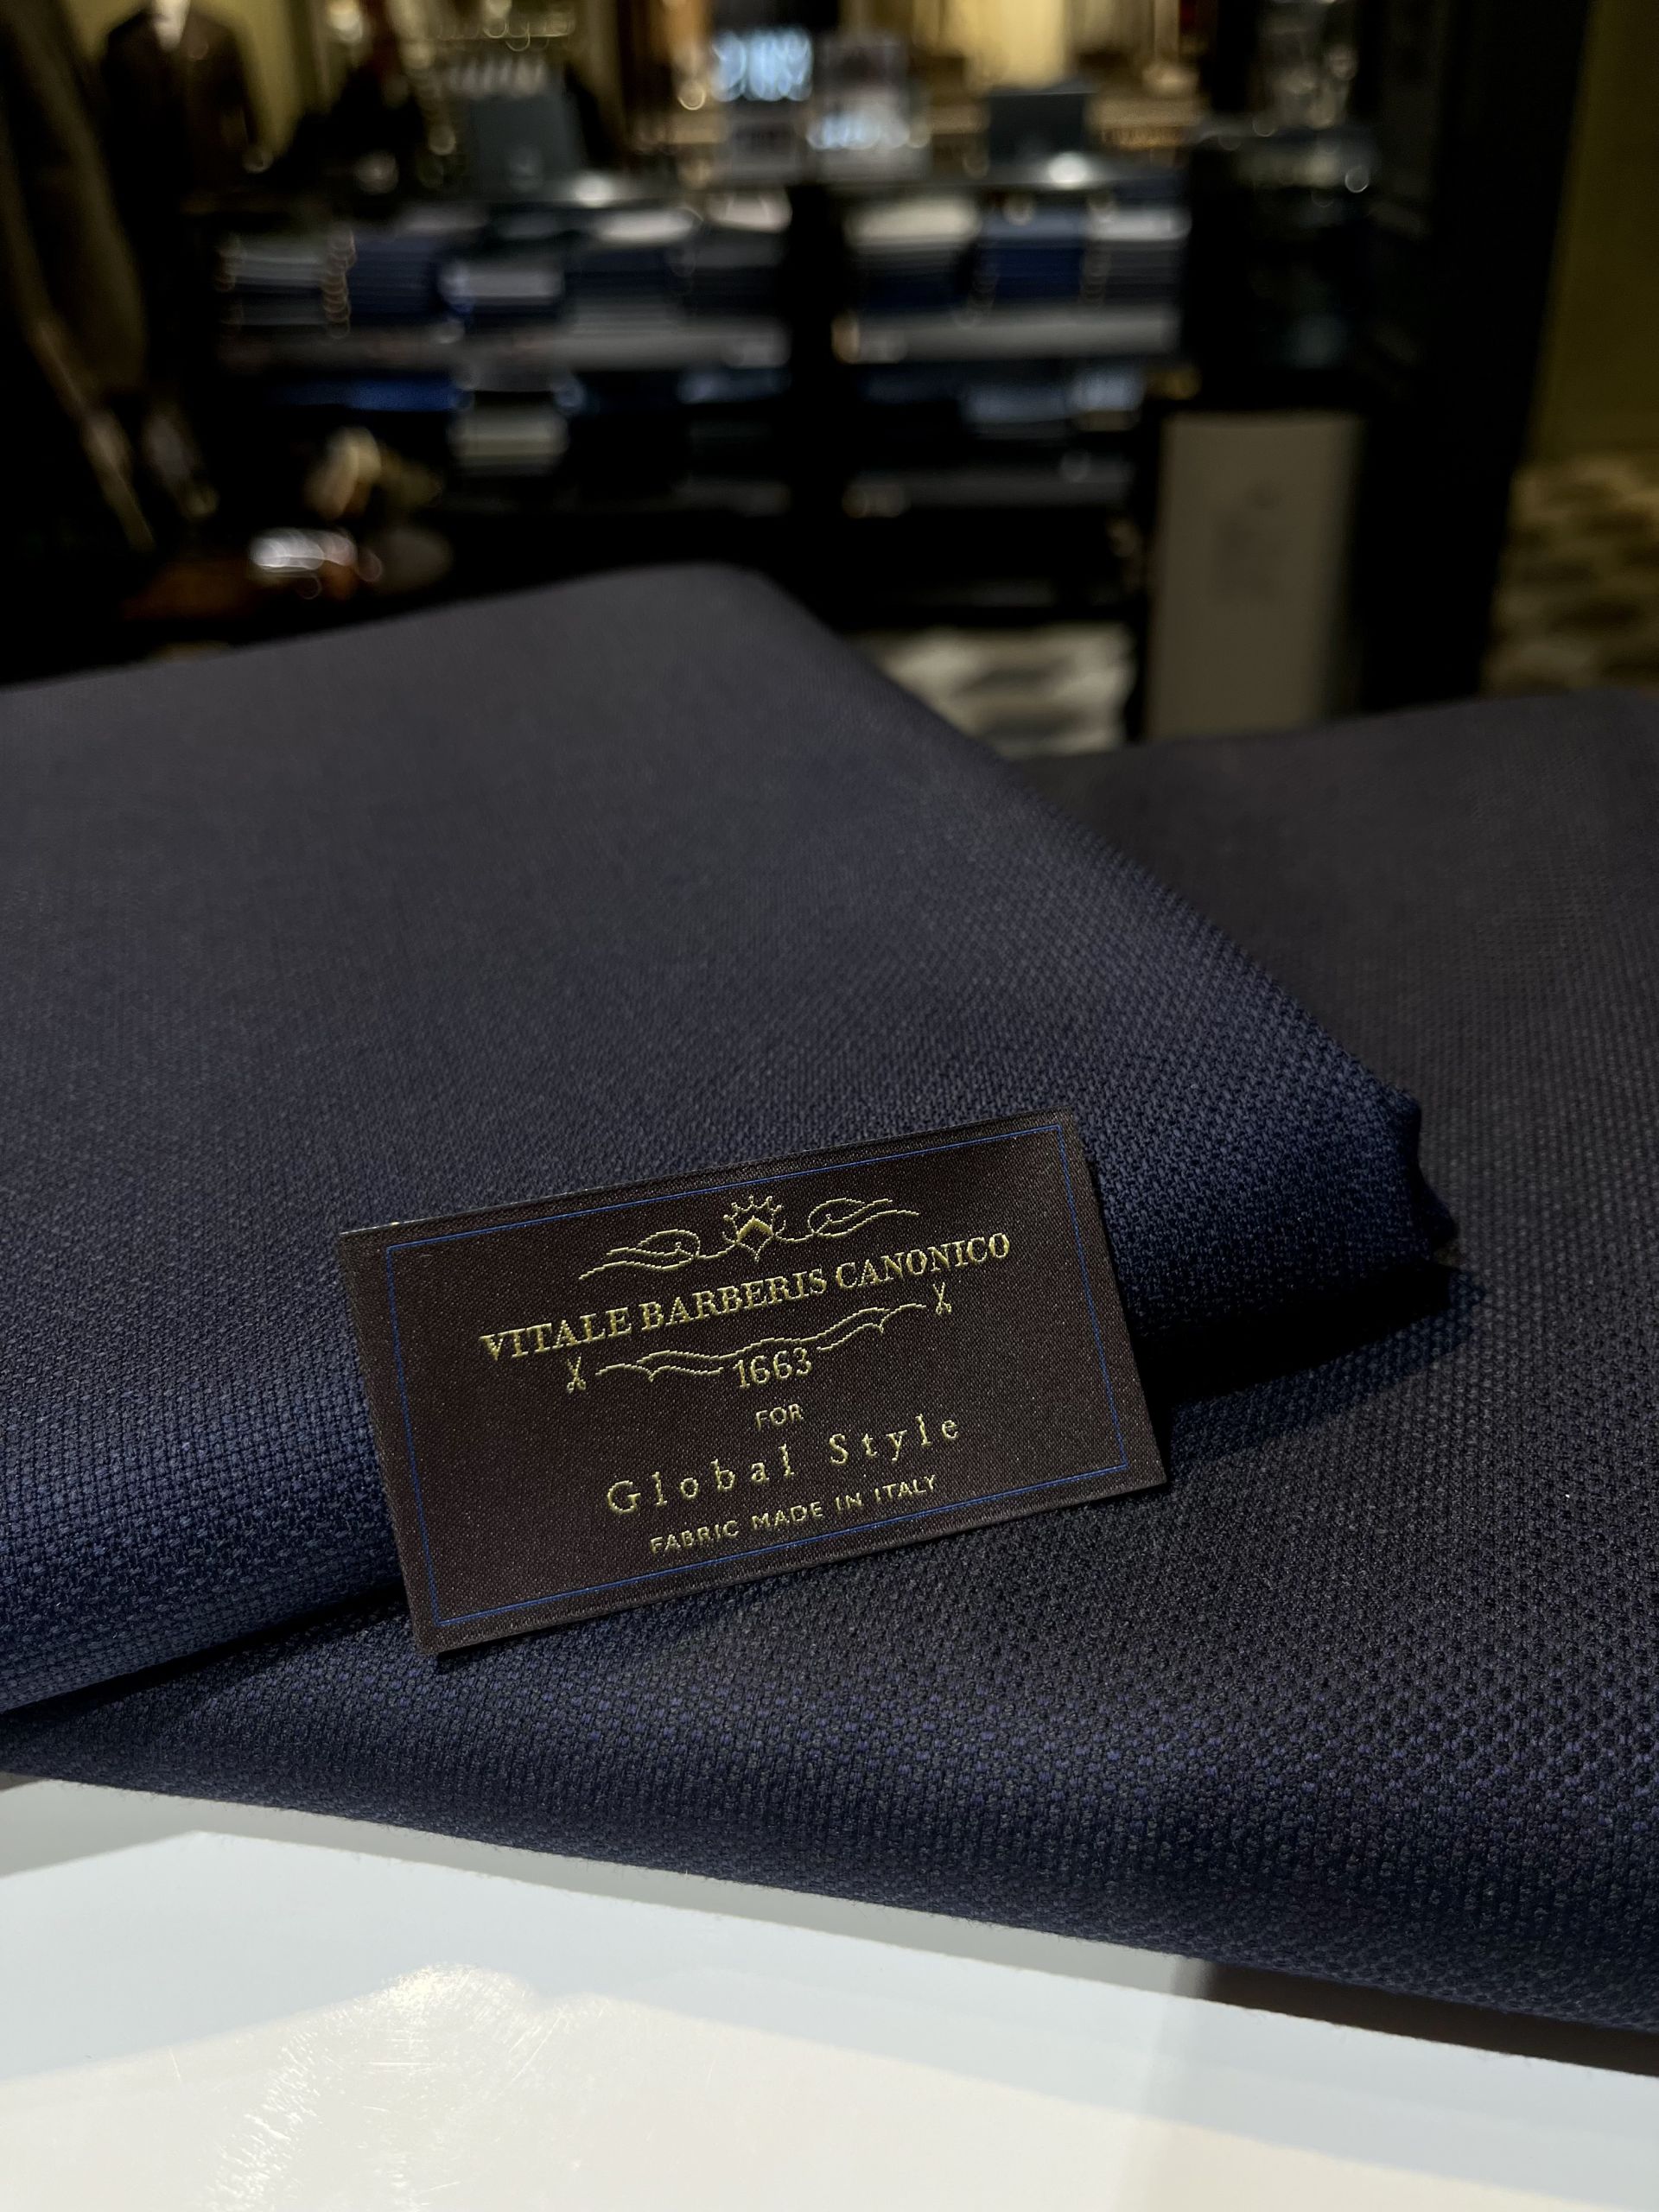 VITALE BARBERIS CANONICO
1663
FOR
Global Style
FABRIC MADE IN ITALY